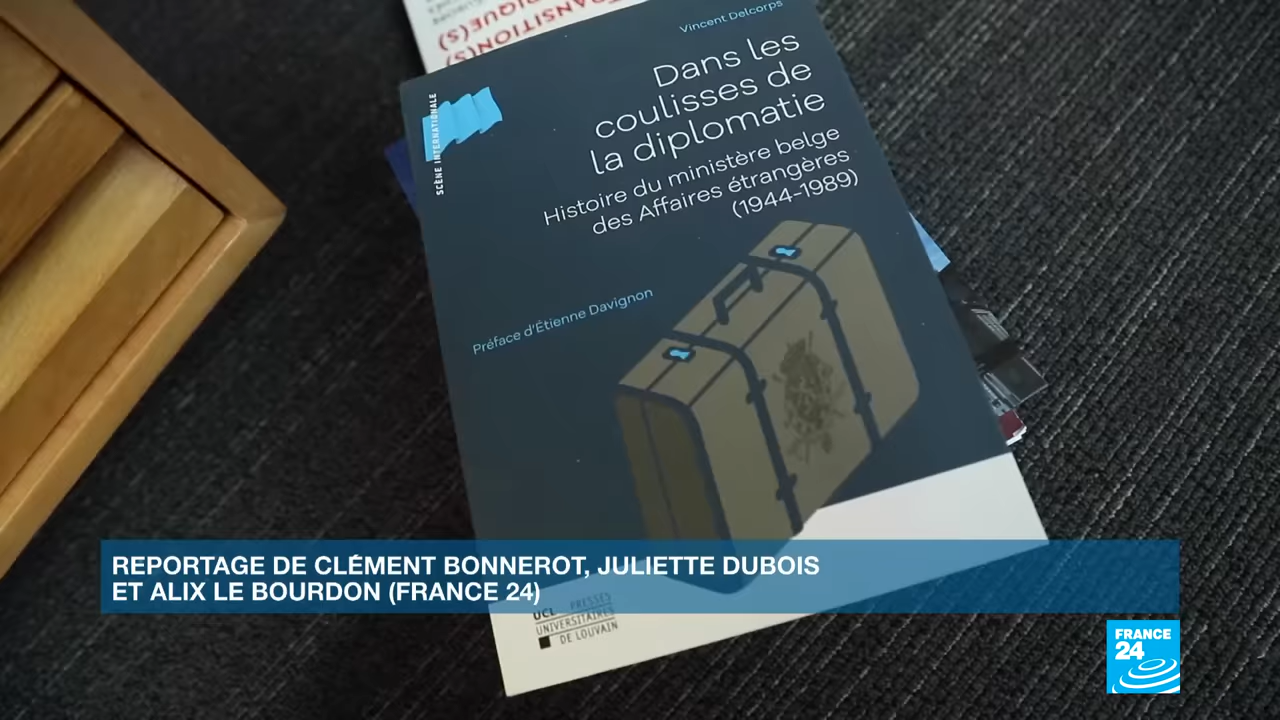 TRANSITION(S)
RIQUE(S)
Vincent Delcorps
Dans les
coulisses de
la diplomatie
Histoire du ministère belge
des Affaires étrangères
(1944-1989)
SCÈNE INTERNATIONALE
Préface d'Étienne Davignon
REPORTAGE DE CLÉMENT BONNEROT, JULIETTE DUBOIS
ET ALIX LE BOURDON (FRANCE 24)
UCL PRESSES
UNIVERSITAIRES
DE LOUVAIN
FRANCE
24